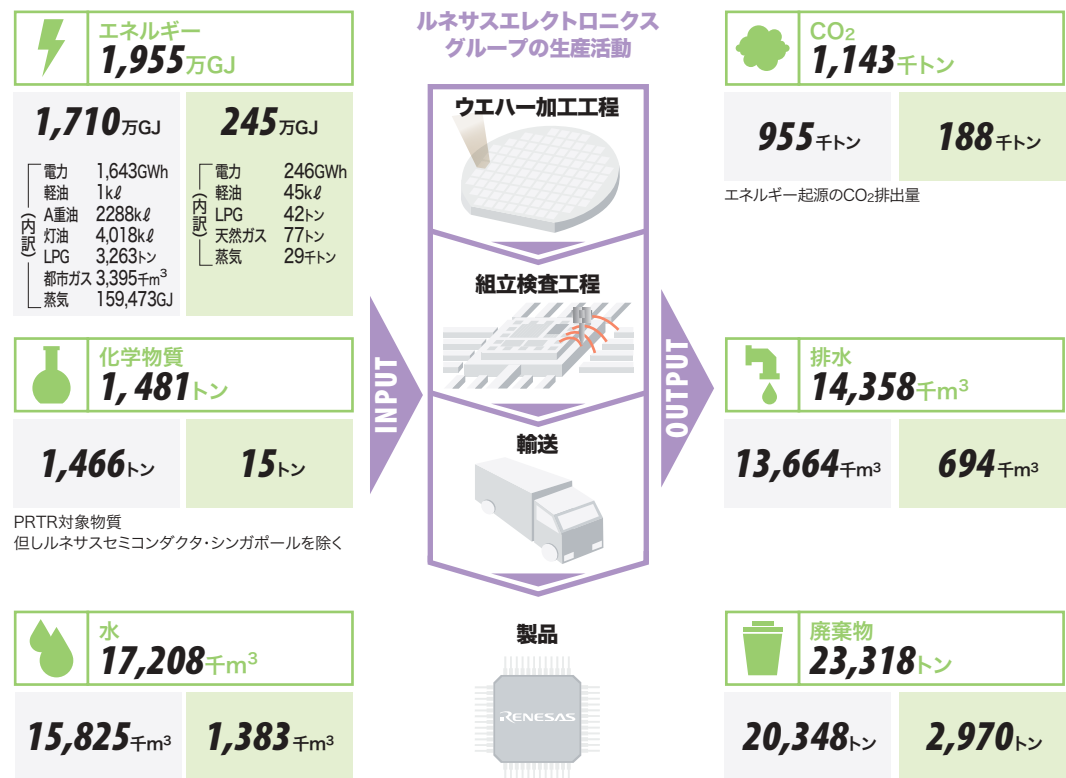 エネルギー
1,955万GJ
1,710万GJ
(内訳)
電力 1,643GWh
軽油 1kℓ
A重油 2288kℓ
灯油 4,018kℓ
LPG 3,263トン
都市ガス 3,395千m³
蒸気 159,473GJ
245万GJ
(内訳)
電力 246GWh
軽油 45kℓ
LPG 42トン
天然ガス 77トン
蒸気 29千トン
化学物質
1,481トン
1,466トン
15トン
PRTR対象物質
但しルネサスセミコンダクタ・シンガポールを除く
水
17,208千m³
15,825千m³
1,383千m³
INPUT
ルネサスエレクトロニクス
グループの生産活動
ウエハー加工工程
組立検査工程
輸送
製品
RENESAS
OUTPUT
CO₂
1,143千トン
955千トン
188千トン
エネルギー起源のCO₂排出量
排水
14,358千m³
13,664千m³
694千m³
廃棄物
23,318トン
20,348トン
2,970トン